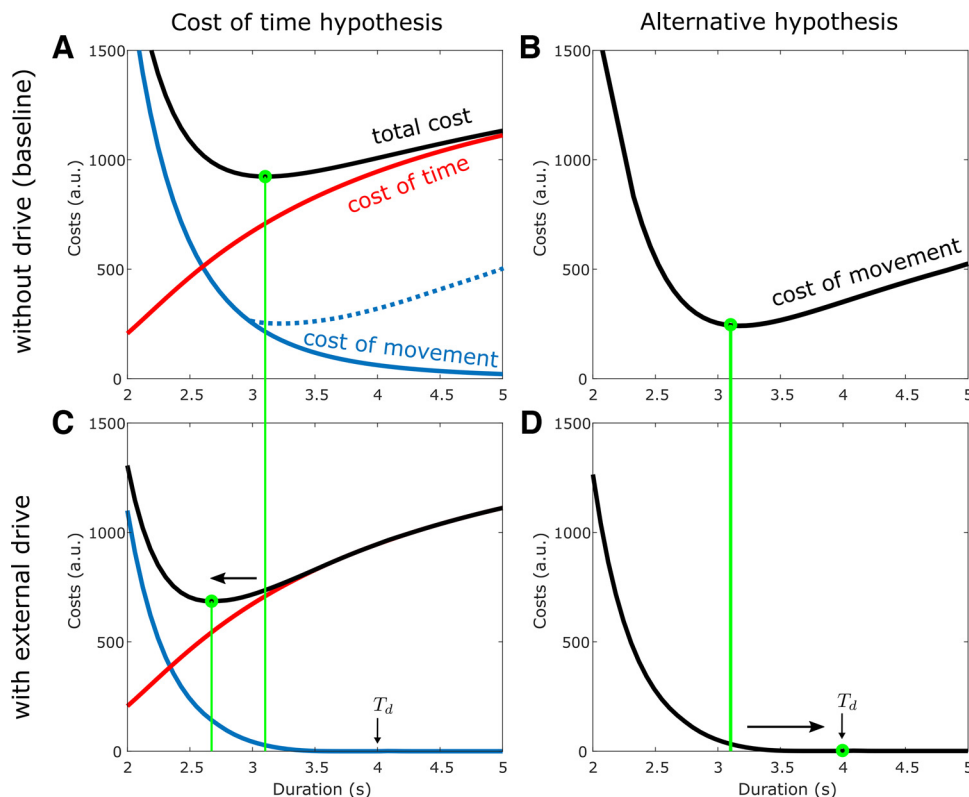 Cost of time hypothesis
Alternative hypothesis
without drive (baseline)
with external drive
A
1500
1000
500
0
Costs (a.u.)
total cost
cost of time
cost of movement
2 2.5 3 3.5 4 4.5 5
B
1500
1000
500
0
Costs (a.u.)
cost of movement
2 2.5 3 3.5 4 4.5 5
C
1500
1000
500
0
Costs (a.u.)
T_d
2 2.5 3 3.5 4 4.5 5
Duration (s)
D
1500
1000
500
0
Costs (a.u.)
T_d
2 2.5 3 3.5 4 4.5 5
Duration (s)